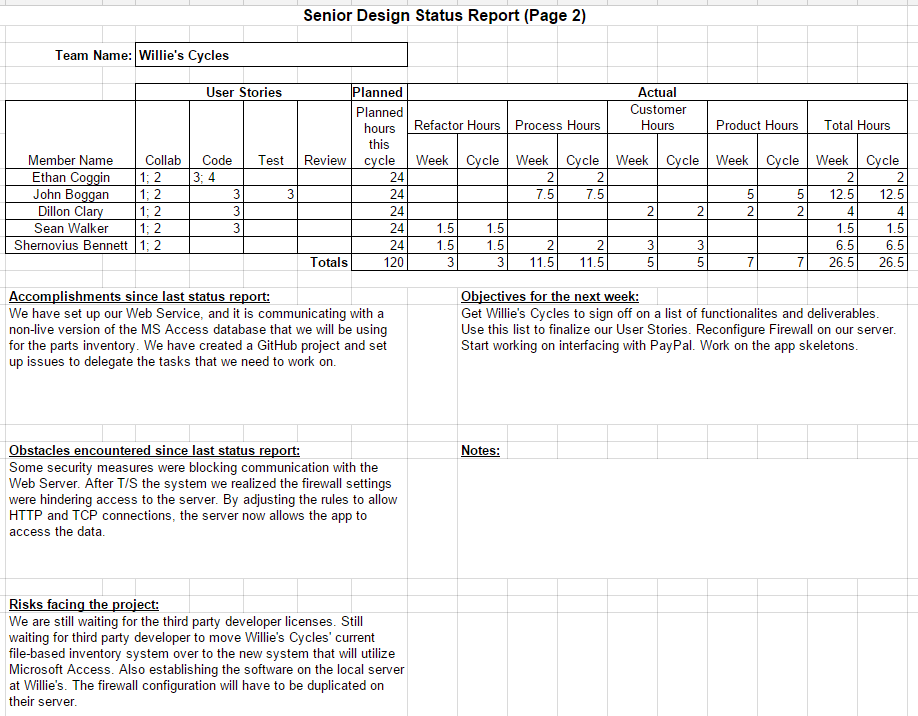 Senior Design Status Report (Page 2)
Team Name: Willie's Cycles
User Stories Planned Actual
Planned hours this cycle Refactor Hours Process Hours Customer Hours Product Hours Total Hours
Member Name Collab Code Test Review Week Cycle Week Cycle Week Cycle Week Cycle Week Cycle
Ethan Coggin 1; 2 3; 4 24 2 2 2 2
John Boggan 1; 2 3 3 24 7.5 7.5 5 5 12.5 12.5
Dillon Clary 1; 2 3 24 2 2 2 2 4 4
Sean Walker 1; 2 3 24 1.5 1.5 1.5 1.5
Shernovius Bennett 1; 2 24 1.5 1.5 2 2 3 3 6.5 6.5
Totals 120 3 3 11.5 11.5 5 5 7 7 26.5 26.5
Accomplishments since last status report:
We have set up our Web Service, and it is communicating with a
non-live version of the MS Access database that we will be using
for the parts inventory. We have created a GitHub project and set
up issues to delegate the tasks that we need to work on.
Objectives for the next week:
Get Willie's Cycles to sign off on a list of functionalites and deliverables.
Use this list to finalize our User Stories. Reconfigure Firewall on our server.
Start working on interfacing with PayPal. Work on the app skeletons.
Obstacles encountered since last status report:
Some security measures were blocking communication with the
Web Server. After T/S the system we realized the firewall settings
were hindering access to the server. By adjusting the rules to allow
HTTP and TCP connections, the server now allows the app to
access the data.
Notes:
Risks facing the project:
We are still waiting for the third party developer licenses. Still
waiting for third party developer to move Willie's Cycles' current
file-based inventory system over to the new system that will utilize
Microsoft Access. Also establishing the software on the local server
at Willie's. The firewall configuration will have to be duplicated on
their server.